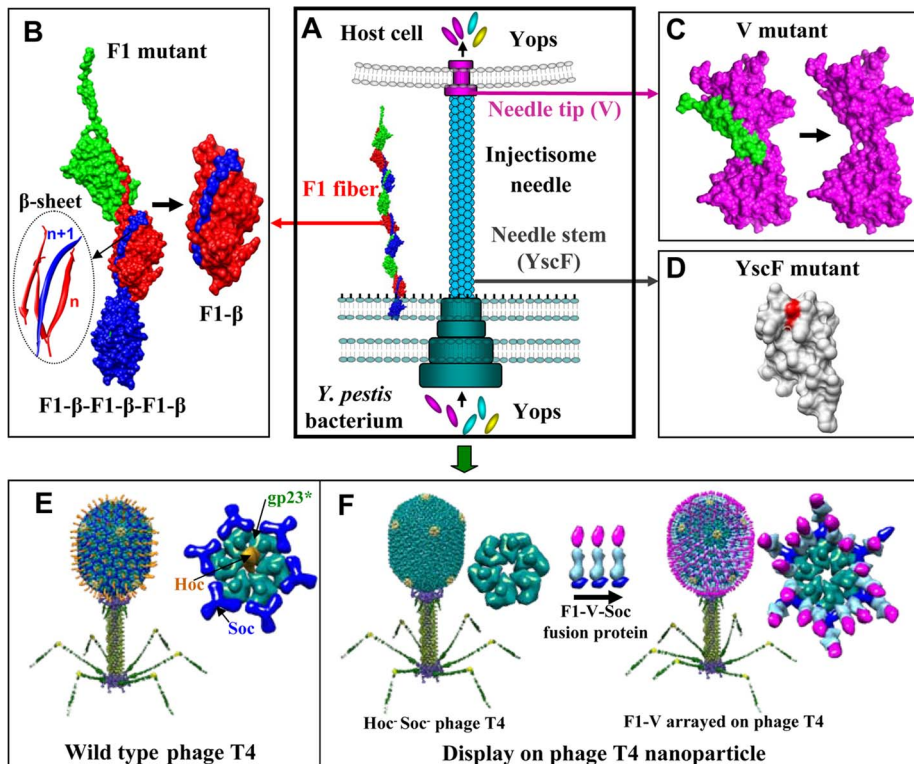 B
F1 mutant
β-sheet
n+1
n
F1-β
F1-β-F1-β-F1-β
A
Host cell
Yops
Needle tip (V)
Injectisome
needle
F1 fiber
Needle stem
(YscF)
Y. pestis
bacterium
Yops
C
V mutant
D
YscF mutant
E
gp23*
Hoc
Soc
Wild type phage T4
F
F1-V-Soc
fusion protein
Hoc⁻ Soc⁻ phage T4
F1-V arrayed on phage T4
Display on phage T4 nanoparticle